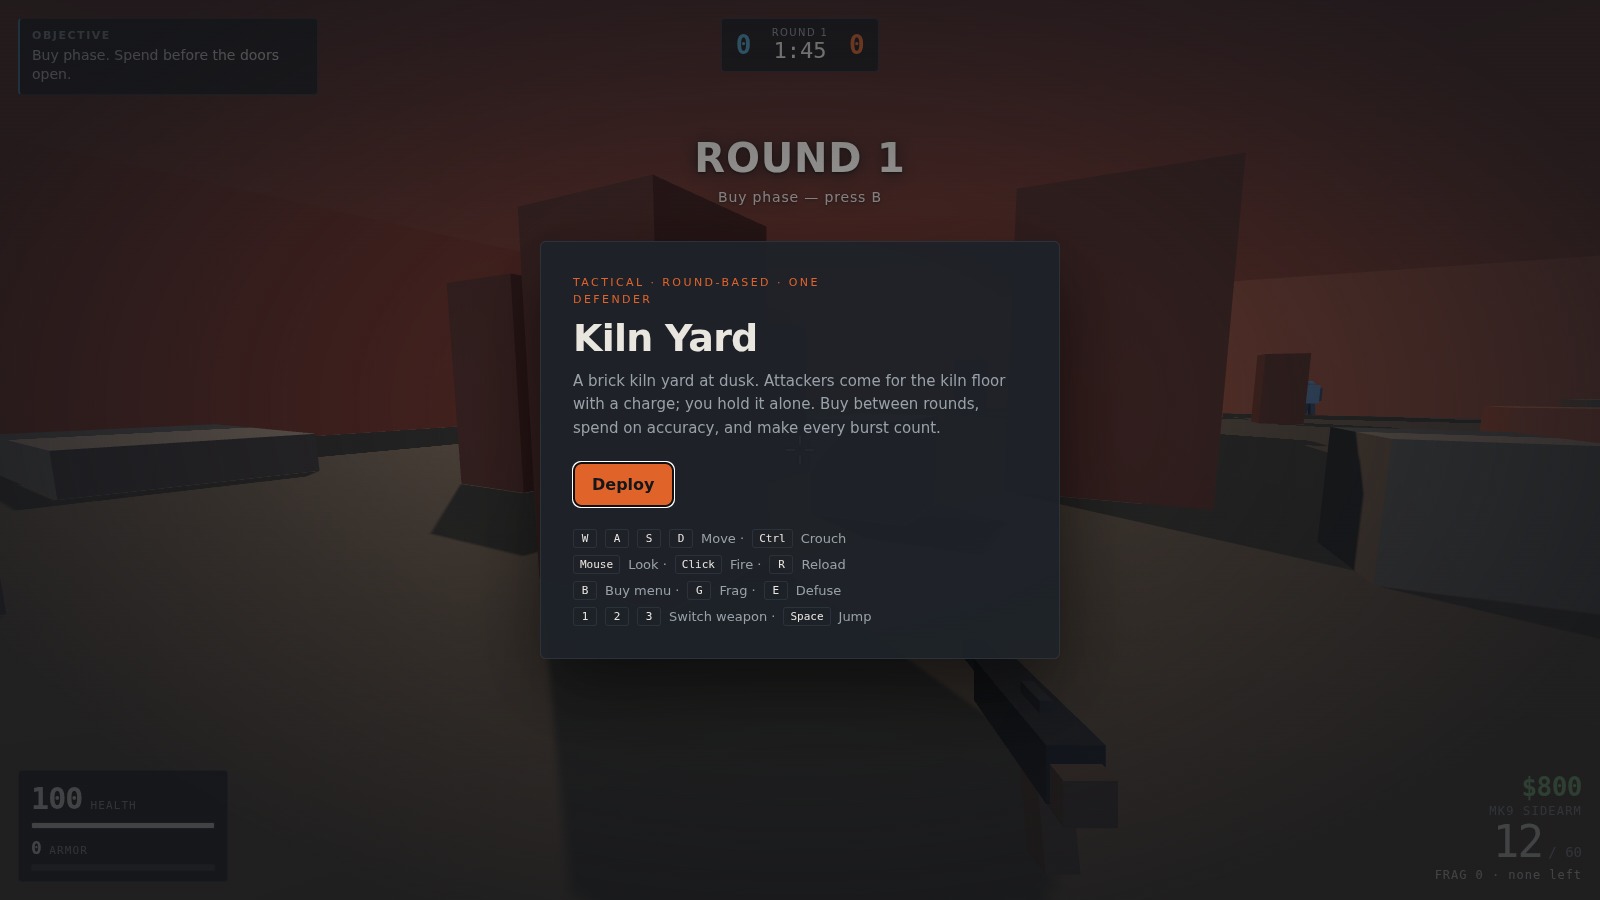 OBJECTIVE
Buy phase. Spend before the doors
open.
0
ROUND 1
1:45
0
ROUND 1
Buy phase — press B
TACTICAL · ROUND-BASED · ONE
DEFENDER
Kiln Yard
A brick kiln yard at dusk. Attackers come for the kiln floor
with a charge; you hold it alone. Buy between rounds,
spend on accuracy, and make every burst count.
Deploy
W A S D Move · Ctrl Crouch
Mouse Look · Click Fire · R Reload
B Buy menu · G Frag · E Defuse
1 2 3 Switch weapon · Space Jump
100 HEALTH
0 ARMOR
$800
MK9 SIDEARM
12 / 60
FRAG 0 · none left